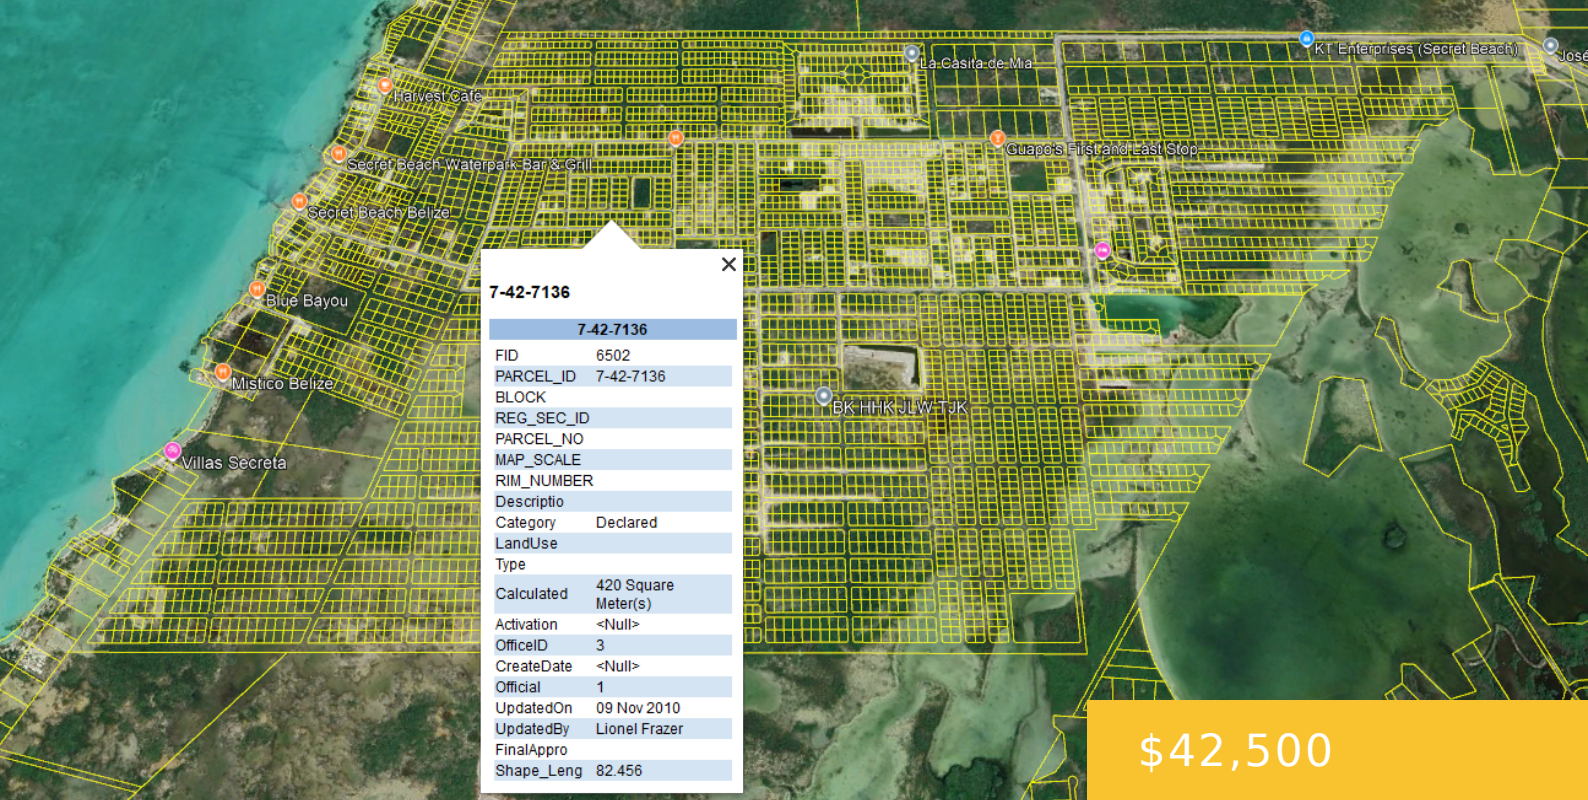 KT Enterprises (Secret Beach)
José
La Casita de Mia
Harvest Café
Guapo's First and Last Stop
Secret Beach Waterpark Bar & Grill
Secret Beach Belize
Blue Bayou
Mistico Belize
BK HHK JLW TJK
Villas Secreta
7-42-7136
7-42-7136
FID 6502
PARCEL_ID 7-42-7136
BLOCK
REG_SEC_ID
PARCEL_NO
MAP_SCALE
RIM_NUMBER
Descriptio
Category Declared
LandUse
Type
Calculated 420 Square
Meter(s)
Activation <Null>
OfficeID 3
CreateDate <Null>
Official 1
UpdatedOn 09 Nov 2010
UpdatedBy Lionel Frazer
FinalAppro
Shape_Leng 82.456
$42,500